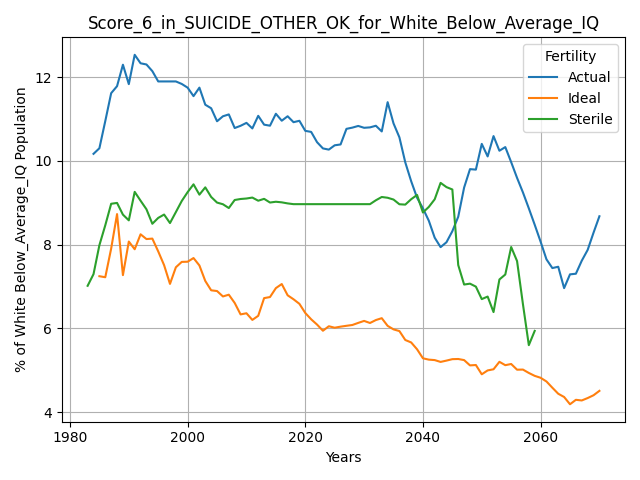 Score_6_in_SUICIDE_OTHER_OK_for_White_Below_Average_IQ
% of White Below_Average_IQ Population
12
10
8
6
4
Fertility
Actual
Ideal
Sterile
1980
2000
2020
2040
2060
Years